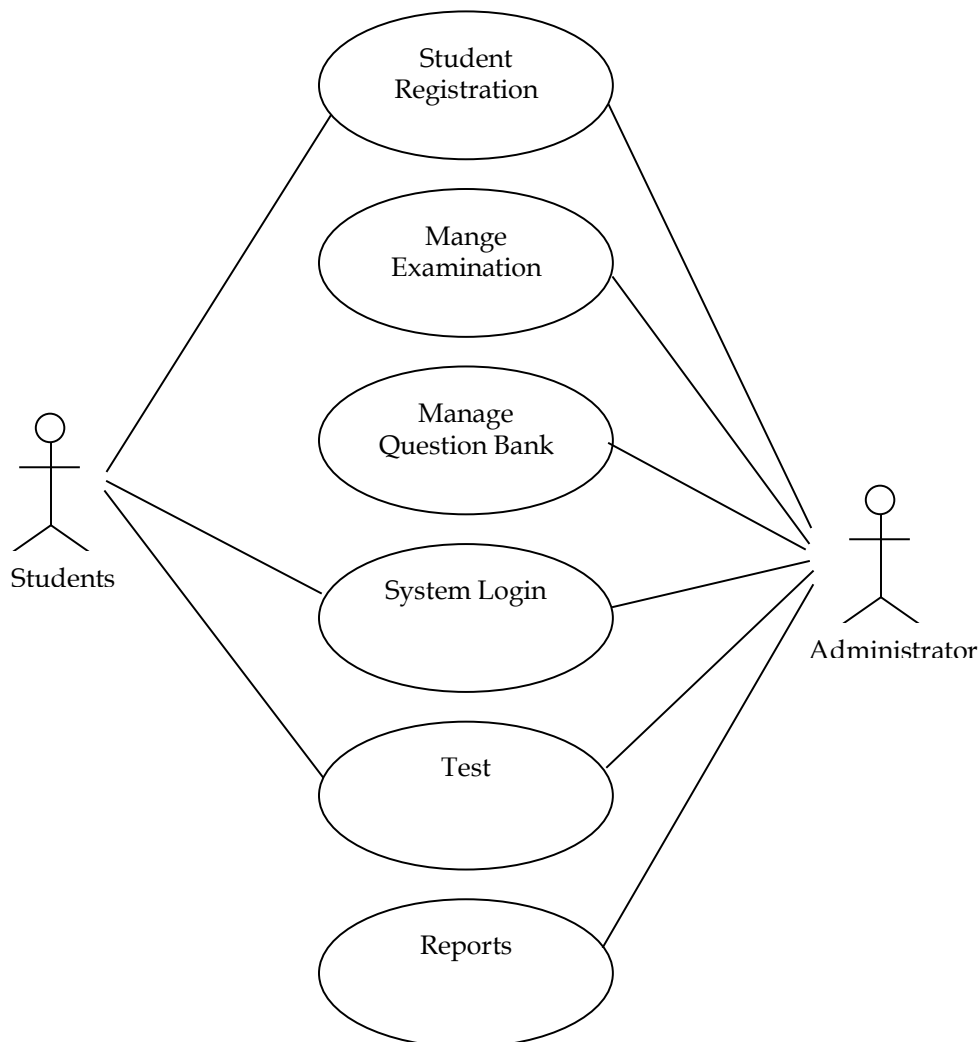 Student
Registration
Mange
Examination
Manage
Question Bank
Students
System Login
Administrator
Test
Reports